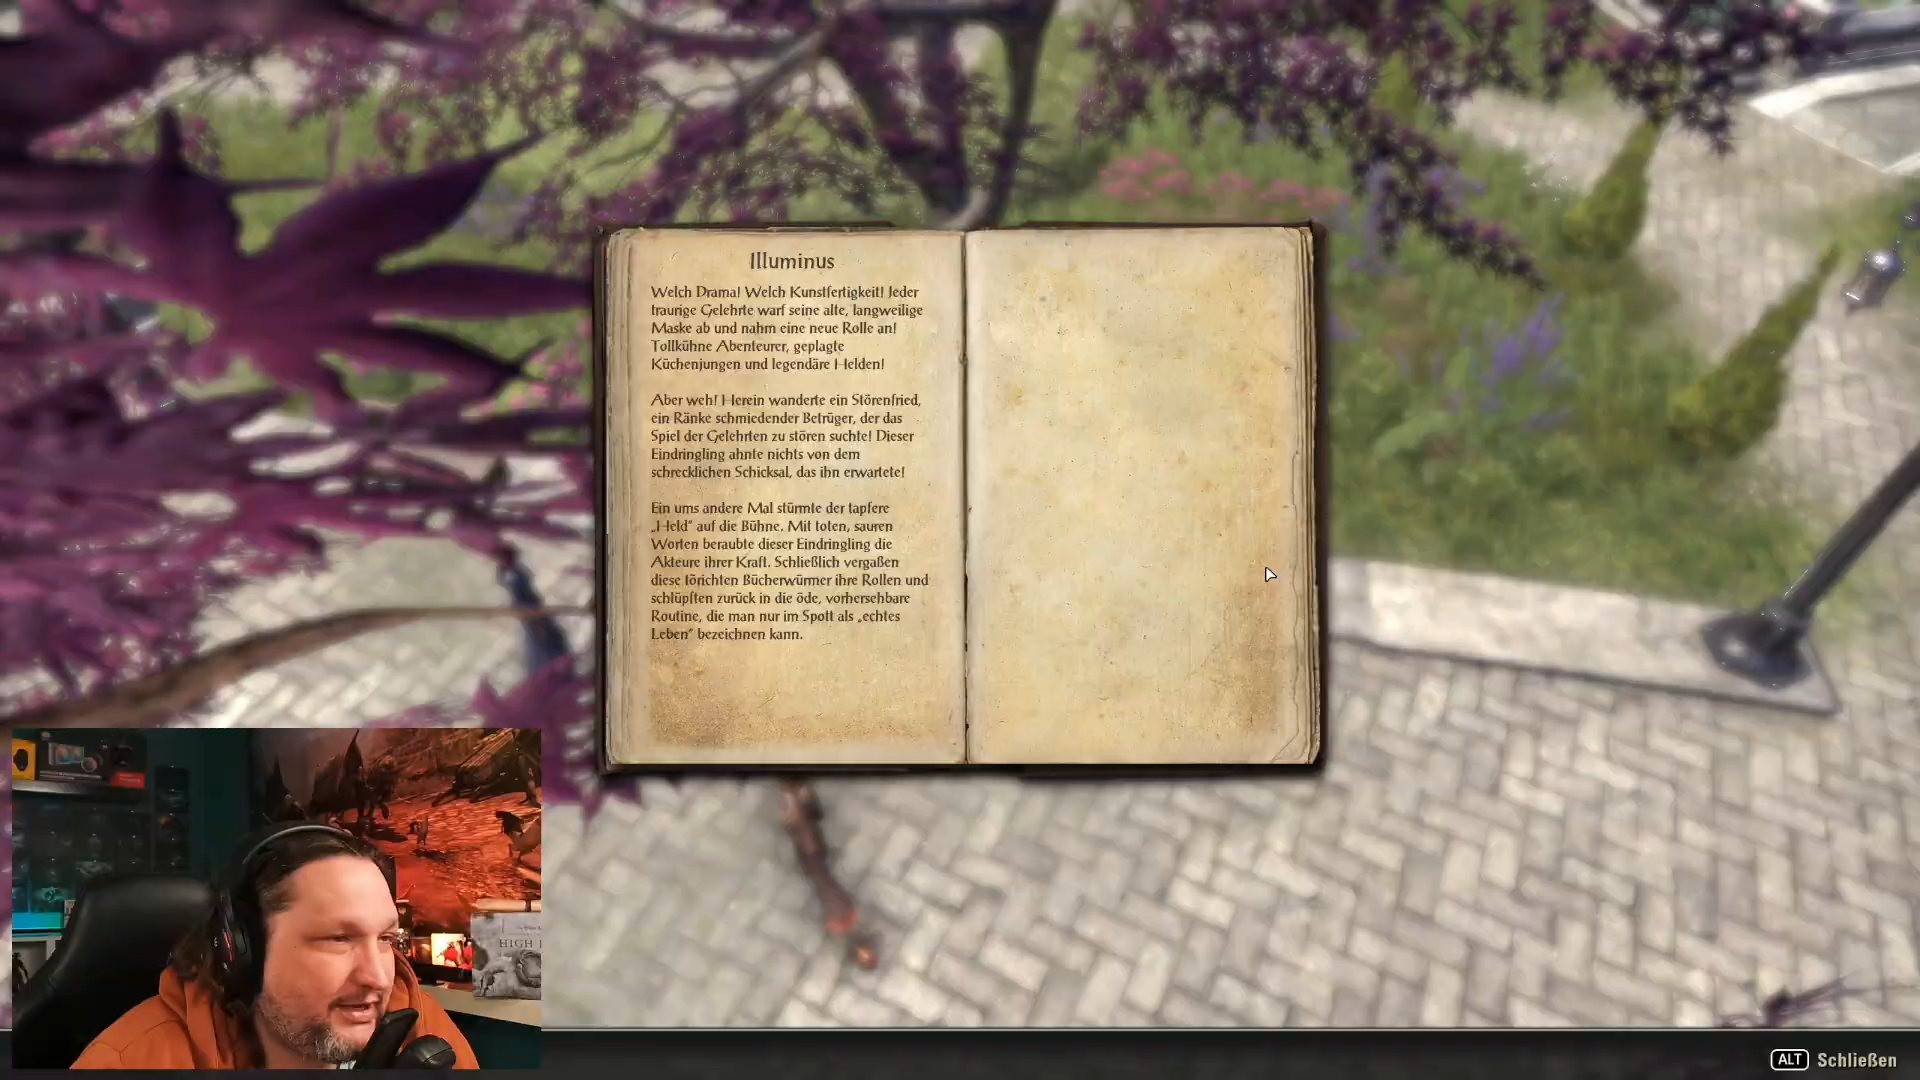 Illuminus
Welch Drama! Welch Kunstfertigkeit! Jeder
traurige Gelehrte warf seine alte, langweilige
Maske ab und nahm eine neue Rolle an!
Tollkühne Abenteurer, geplagte
Küchenjungen und legendäre Helden!
Aber weh! Herein wanderte ein Störenfried,
ein Ränke schmiedender Betrüger, der das
Spiel der Gelehrten zu stören suchte! Dieser
Eindringling ahnte nichts von dem
schrecklichen Schicksal, das ihn erwartete!
Ein ums andere Mal stürmte der tapfere
„Held“ auf die Bühne. Mit toten, sauren
Worten beraubte dieser Eindringling die
Akteure ihrer Kraft. Schließlich vergaßen
diese törichten Bücherwürmer ihre Rollen und
schlüpften zurück in die öde, vorhersehbare
Routine, die man nur im Spott als „echtes
Leben“ bezeichnen kann.
HIGH
ALT Schließen